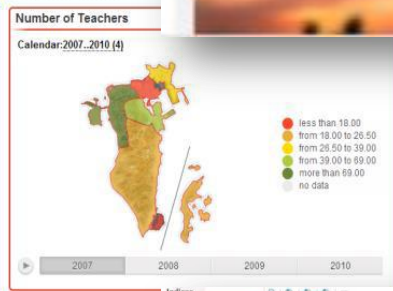 Number of Teachers
Calendar:2007..2010 (4)
less than 18.00
from 18.00 to 26.50
from 26.50 to 39.00
from 39.00 to 69.00
more than 69.00
no data
2007 2008 2009 2010